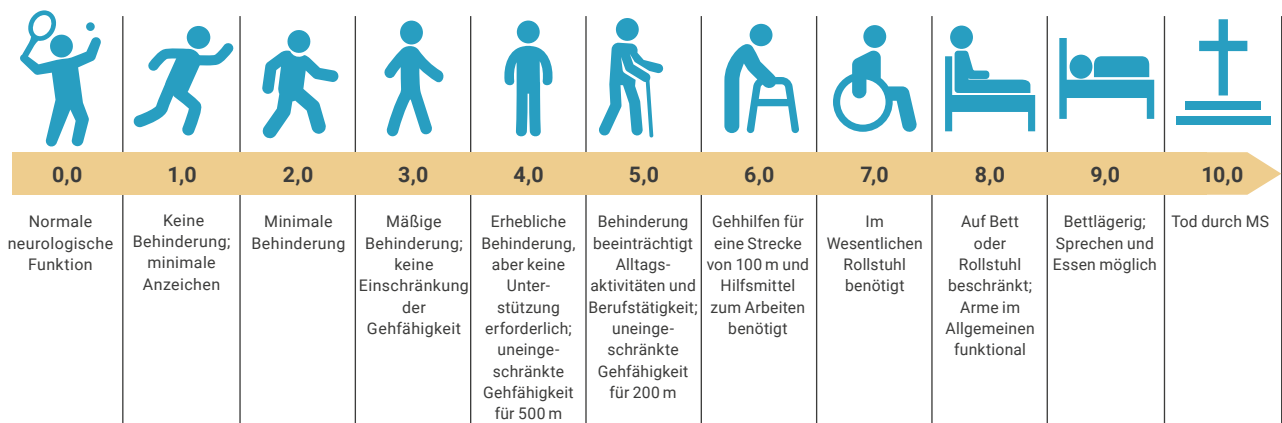 0,0
1,0
2,0
3,0
4,0
5,0
6,0
7,0
8,0
9,0
10,0
Normale
neurologische
Funktion
Keine
Behinderung;
minimale
Anzeichen
Minimale
Behinderung
Mäßige
Behinderung;
keine
Einschränkung
der
Gehfähigkeit
Erhebliche
Behinderung,
aber keine
Unter-
stützung
erforderlich;
uneinge-
schränkte
Gehfähigkeit
für 500 m
Behinderung
beeinträchtigt
Alltags-
aktivitäten und
Berufstätigkeit;
uneinge-
schränkte
Gehfähigkeit
für 200 m
Gehhilfen für
eine Strecke
von 100 m und
Hilfsmittel
zum Arbeiten
benötigt
Im
Wesentlichen
Rollstuhl
benötigt
Auf Bett
oder
Rollstuhl
beschränkt;
Arme im
Allgemeinen
funktional
Bettlägerig;
Sprechen und
Essen möglich
Tod durch MS